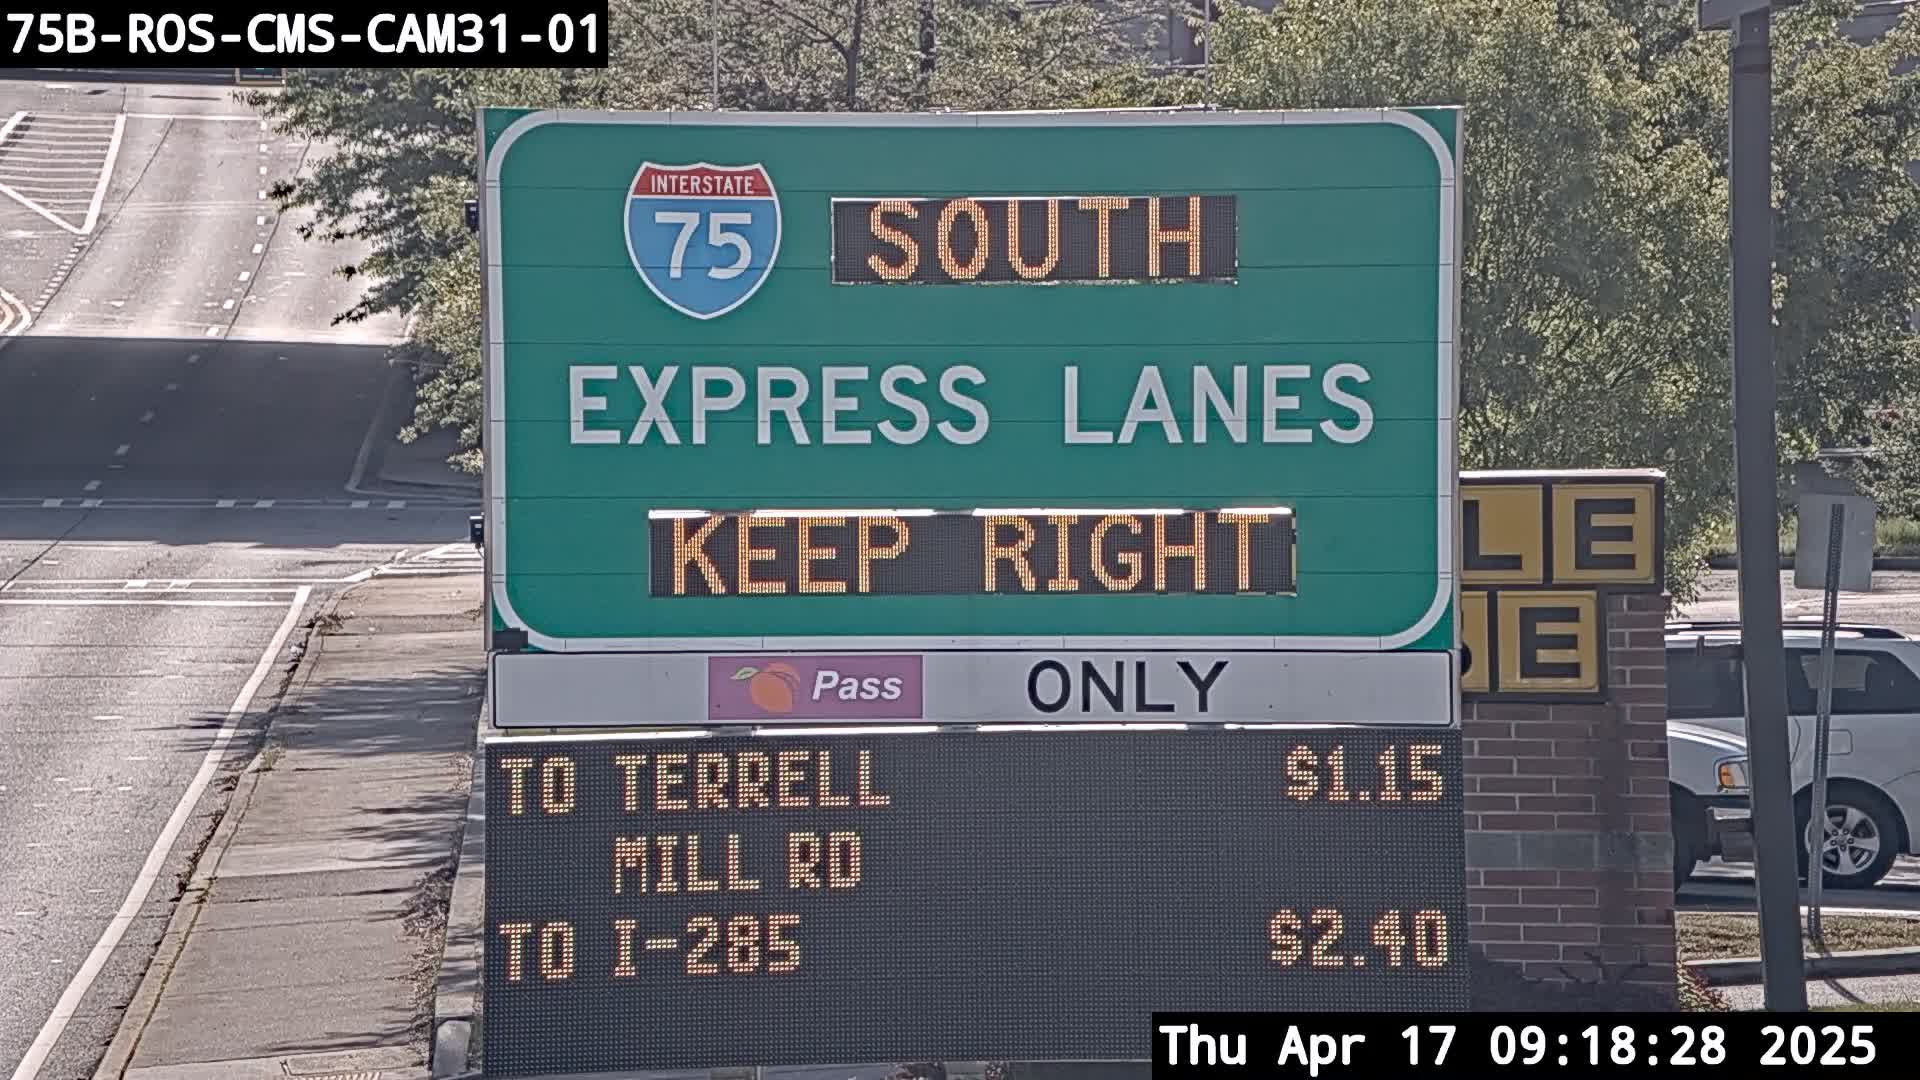 75B-ROS-CMS-CAM31-01
INTERSTATE
75
SOUTH
EXPRESS LANES
KEEP RIGHT
LE
E
Pass ONLY
TO TERRELL $1.15
MILL RD
TO I-285 $2.40
Thu Apr 17 09:18:28 2025